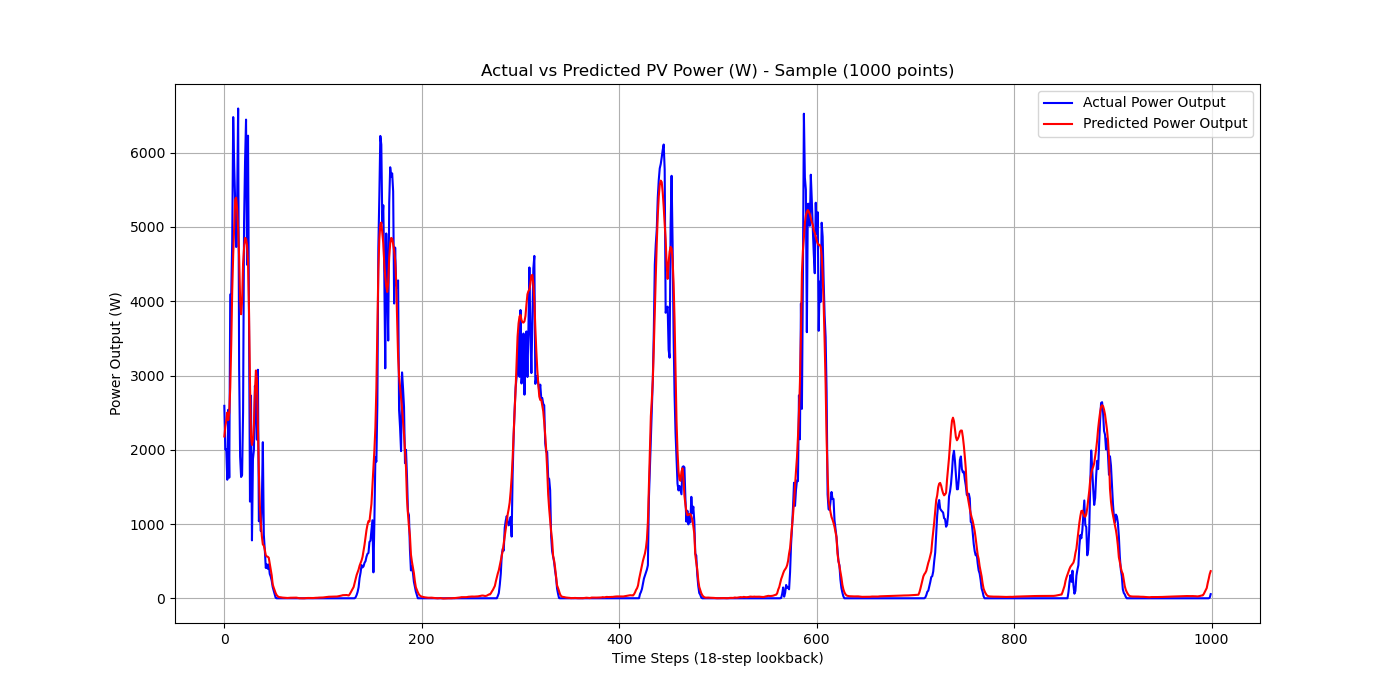 Actual vs Predicted PV Power (W) - Sample (1000 points)
Actual Power Output
Predicted Power Output
Power Output (W)
6000
5000
4000
3000
2000
1000
0
0 200 400 600 800 1000
Time Steps (18-step lookback)